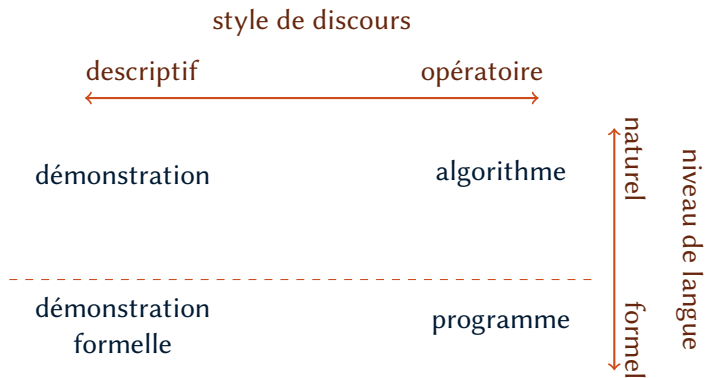 style de discours
descriptif
opératoire
démonstration
algorithme
naturel
niveau de langue
démonstration
formelle
programme
formel